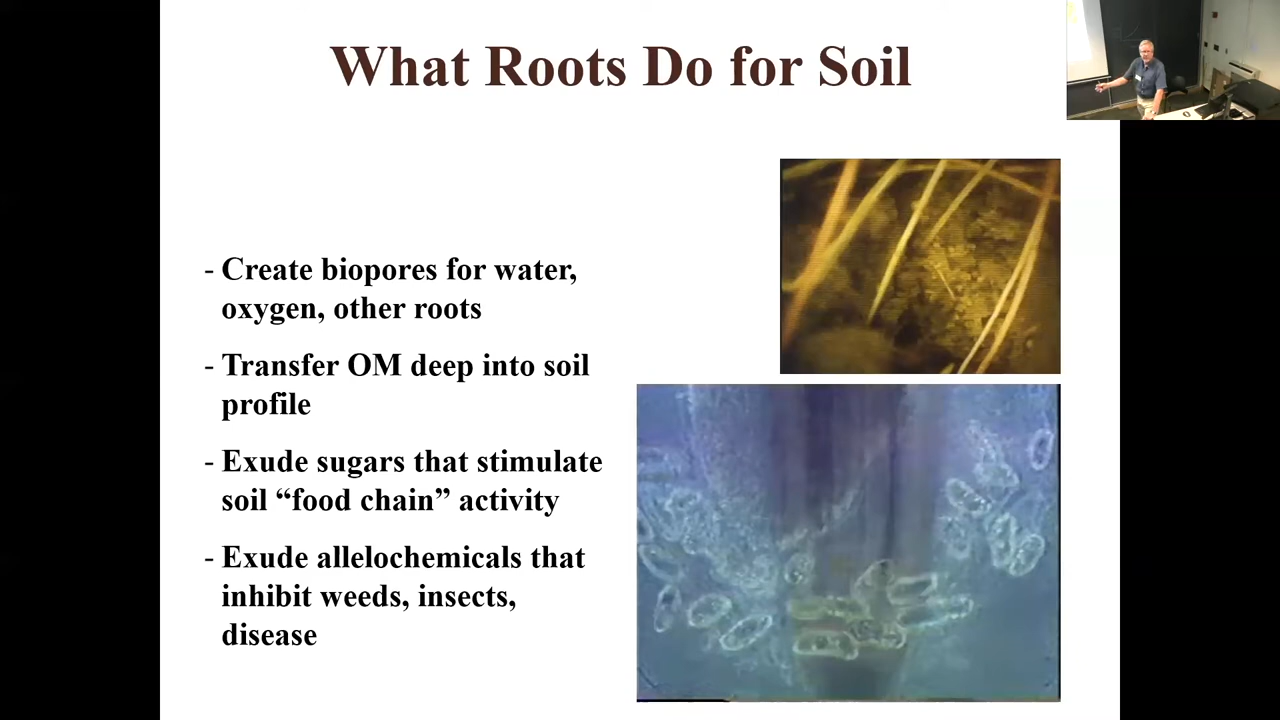 What Roots Do for Soil
- Create biopores for water,
oxygen, other roots
- Transfer OM deep into soil
profile
- Exude sugars that stimulate
soil “food chain” activity
- Exude allelochemicals that
inhibit weeds, insects,
disease